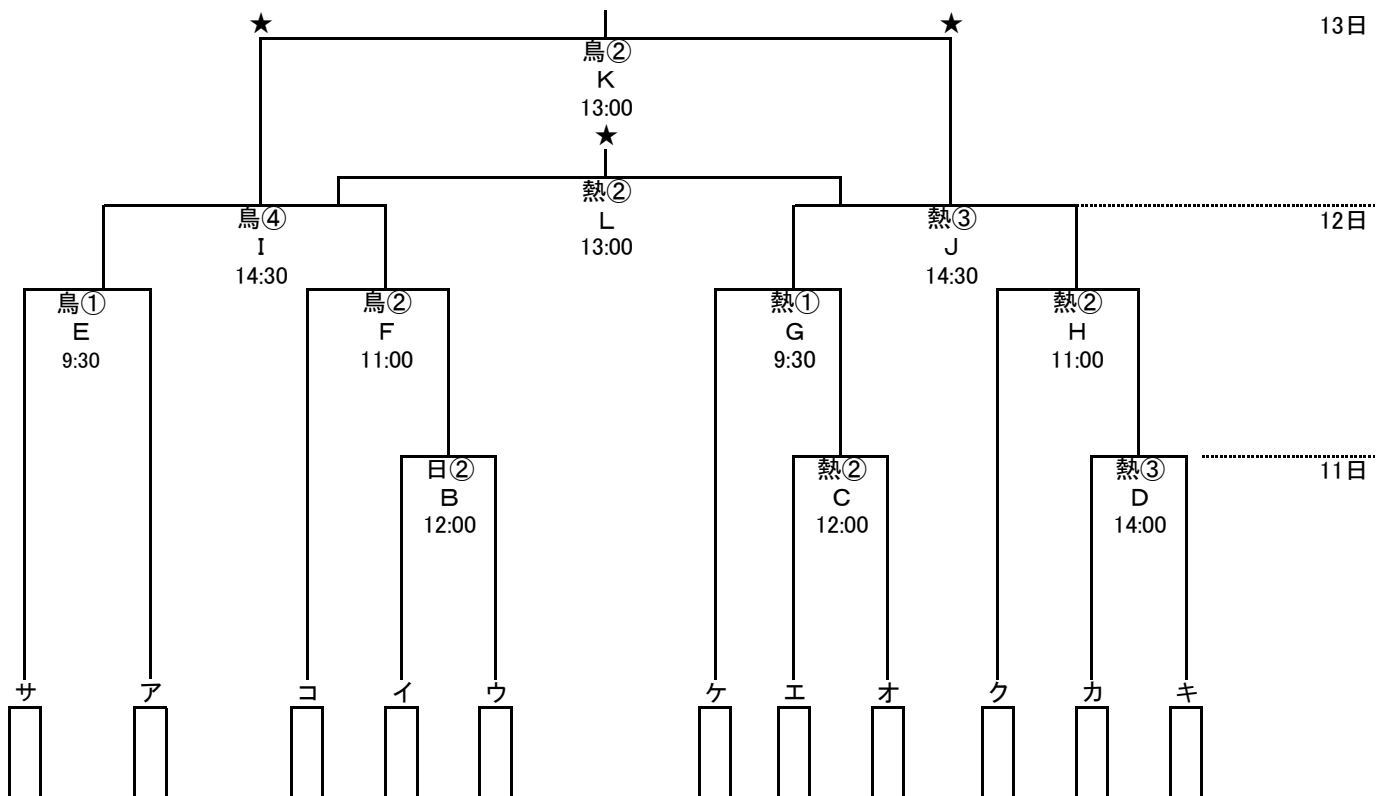 ★ ★ 13日
鳥②
K
13:00
★
熱②
L
13:00
鳥④
I
14:30
熱③
J
14:30
12日
鳥①
E
9:30
鳥②
F
11:00
熱①
G
9:30
熱②
H
11:00
日②
B
12:00
熱②
C
12:00
熱③
D
14:00
11日
サ ア コ イ ウ ケ エ オ ク カ キ